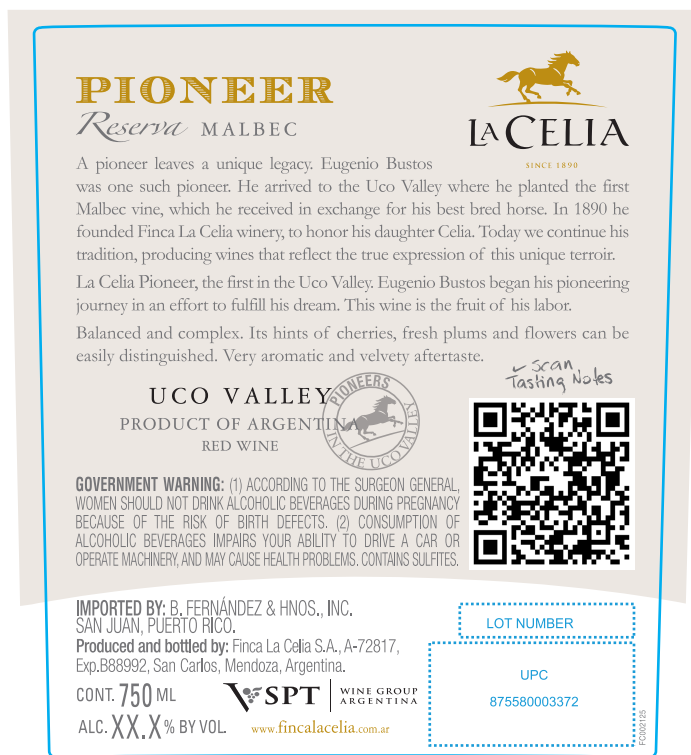 PIONEER
Reserva MALBEC
LA CELIA
SINCE 1890
A pioneer leaves a unique legacy. Eugenio Bustos
was one such pioneer. He arrived to the Uco Valley where he planted the first
Malbec vine, which he received in exchange for his best bred horse. In 1890 he
founded Finca La Celia winery, to honor his daughter Celia. Today we continue his
tradition, producing wines that reflect the true expression of this unique terroir.
La Celia Pioneer, the first in the Uco Valley. Eugenio Bustos began his pioneering
journey in an effort to fulfill his dream. This wine is the fruit of his labor.
Balanced and complex. Its hints of cherries, fresh plums and flowers can be
easily distinguished. Very aromatic and velvety aftertaste.
Scan
Tasting Notes
UCO VALLEY
PRODUCT OF ARGENTINA
RED WINE
PIONEERS
IN THE UCO VALLEY
GOVERNMENT WARNING: (1) ACCORDING TO THE SURGEON GENERAL,
WOMEN SHOULD NOT DRINK ALCOHOLIC BEVERAGES DURING PREGNANCY
BECAUSE OF THE RISK OF BIRTH DEFECTS. (2) CONSUMPTION OF
ALCOHOLIC BEVERAGES IMPAIRS YOUR ABILITY TO DRIVE A CAR OR
OPERATE MACHINERY, AND MAY CAUSE HEALTH PROBLEMS. CONTAINS SULFITES.
IMPORTED BY: B. FERNÁNDEZ & HNOS., INC.
SAN JUAN, PUERTO RICO.
Produced and bottled by: Finca La Celia S.A., A-72817,
Exp.B88992, San Carlos, Mendoza, Argentina.
CONT. 750 ML
ALC. XX.X % BY VOL.
VSPT WINE GROUP
ARGENTINA
www.fincalacelia.com.ar
LOT NUMBER
UPC
875580003372
FC002125